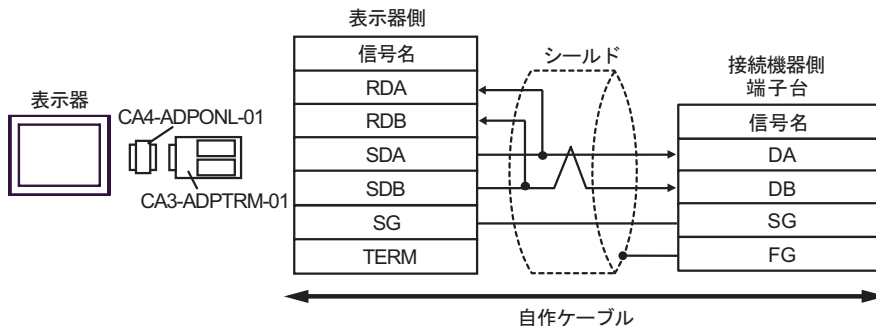 表示器
CA4-ADPONL-01
CA3-ADPTRM-01
表示器側
信号名
RDA
RDB
SDA
SDB
SG
TERM
シールド
接続機器側
端子台
信号名
DA
DB
SG
FG
自作ケーブル